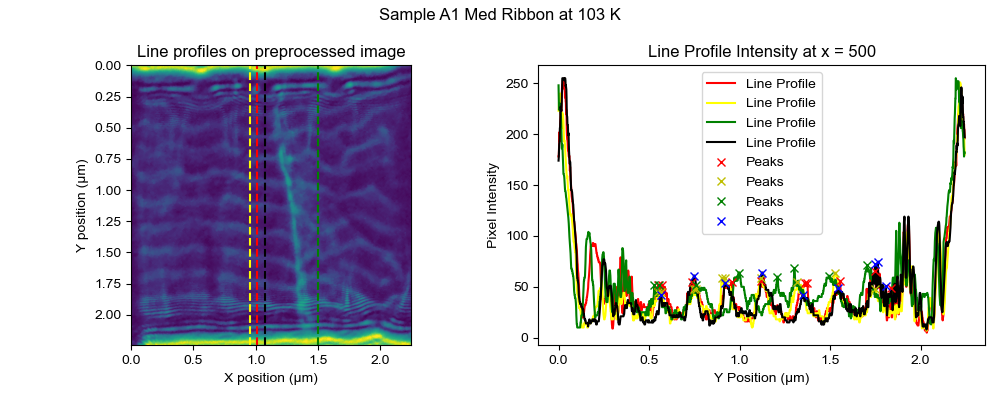 Sample A1 Med Ribbon at 103 K
Line profiles on preprocessed image
0.00
0.25
0.50
0.75
1.00
1.25
1.50
1.75
2.00
Y position (μm)
0.0
0.5
1.0
1.5
2.0
X position (μm)
Line Profile Intensity at x = 500
250
200
150
100
50
0
Pixel Intensity
Line Profile
Line Profile
Line Profile
Line Profile
Peaks
Peaks
Peaks
Peaks
0.0
0.5
1.0
1.5
2.0
Y Position (μm)